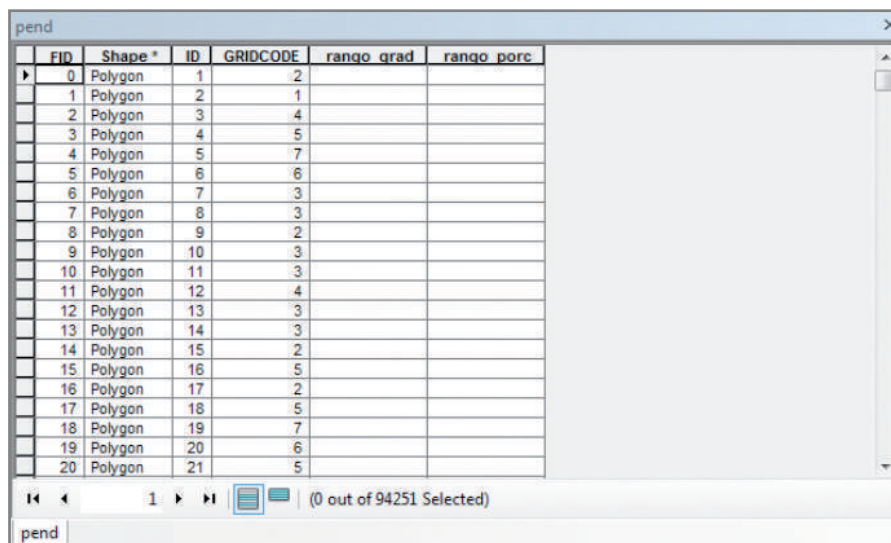 pend
FID Shape * ID GRIDCODE rango_grad rango_porc
0 Polygon 1 2
1 Polygon 2 1
2 Polygon 3 4
3 Polygon 4 5
4 Polygon 5 7
5 Polygon 6 6
6 Polygon 7 3
7 Polygon 8 3
8 Polygon 9 2
9 Polygon 10 3
10 Polygon 11 3
11 Polygon 12 4
12 Polygon 13 3
13 Polygon 14 3
14 Polygon 15 2
15 Polygon 16 5
16 Polygon 17 2
17 Polygon 18 5
18 Polygon 19 7
19 Polygon 20 6
20 Polygon 21 5
1 (0 out of 94251 Selected)
pend